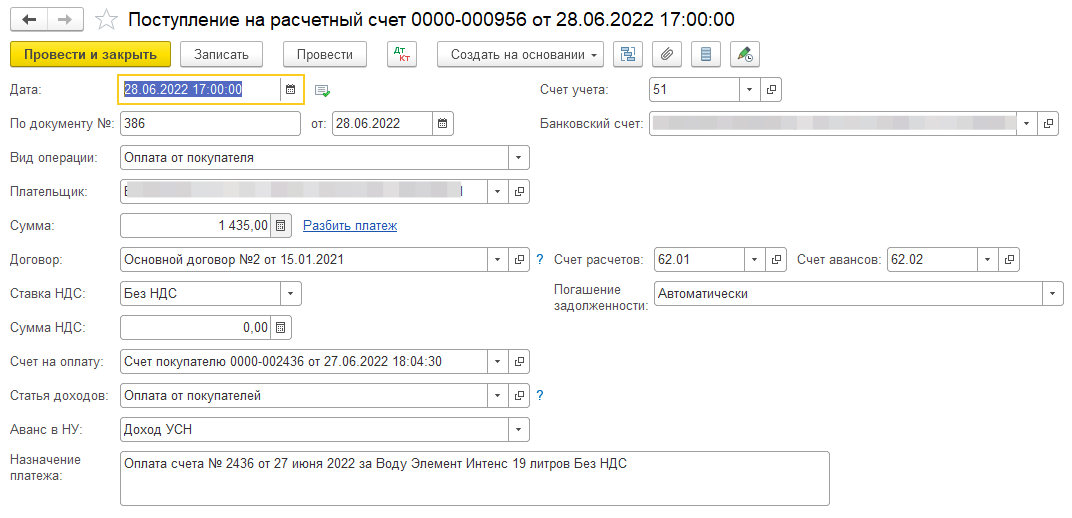 Поступление на расчетный счет 0000-000956 от 28.06.2022 17:00:00
Провести и закрыть Записать Провести Дт Кт Создать на основании
Дата: 28.06.2022 17:00:00 Счет учета: 51
По документу №: 386 от: 28.06.2022 Банковский счет:
Вид операции: Оплата от покупателя
Плательщик:
Сумма: 1 435,00 Разбить платеж
Договор: Основной договор №2 от 15.01.2021 ? Счет расчетов: 62.01 Счет авансов: 62.02
Ставка НДС: Без НДС Погашение задолженности: Автоматически
Сумма НДС: 0,00
Счет на оплату: Счет покупателю 0000-002436 от 27.06.2022 18:04:30
Статья доходов: Оплата от покупателей ?
Аванс в НУ: Доход УСН
Назначение платежа: Оплата счета № 2436 от 27 июня 2022 за Воду Элемент Интенс 19 литров Без НДС